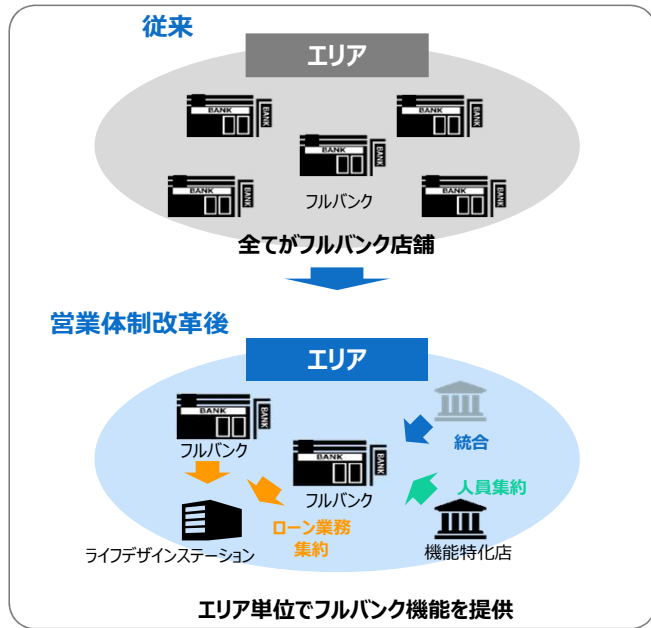 従来
エリア
BANK
BANK
BANK
BANK
BANK
BANK
BANK
BANK
BANK
BANK
フルバンク
全てがフルバンク店舗
営業体制改革後
エリア
BANK
BANK
フルバンク
BANK
BANK
フルバンク
統合
人員集約
ローン業務
集約
ライフデザインステーション
機能特化店
エリア単位でフルバンク機能を提供